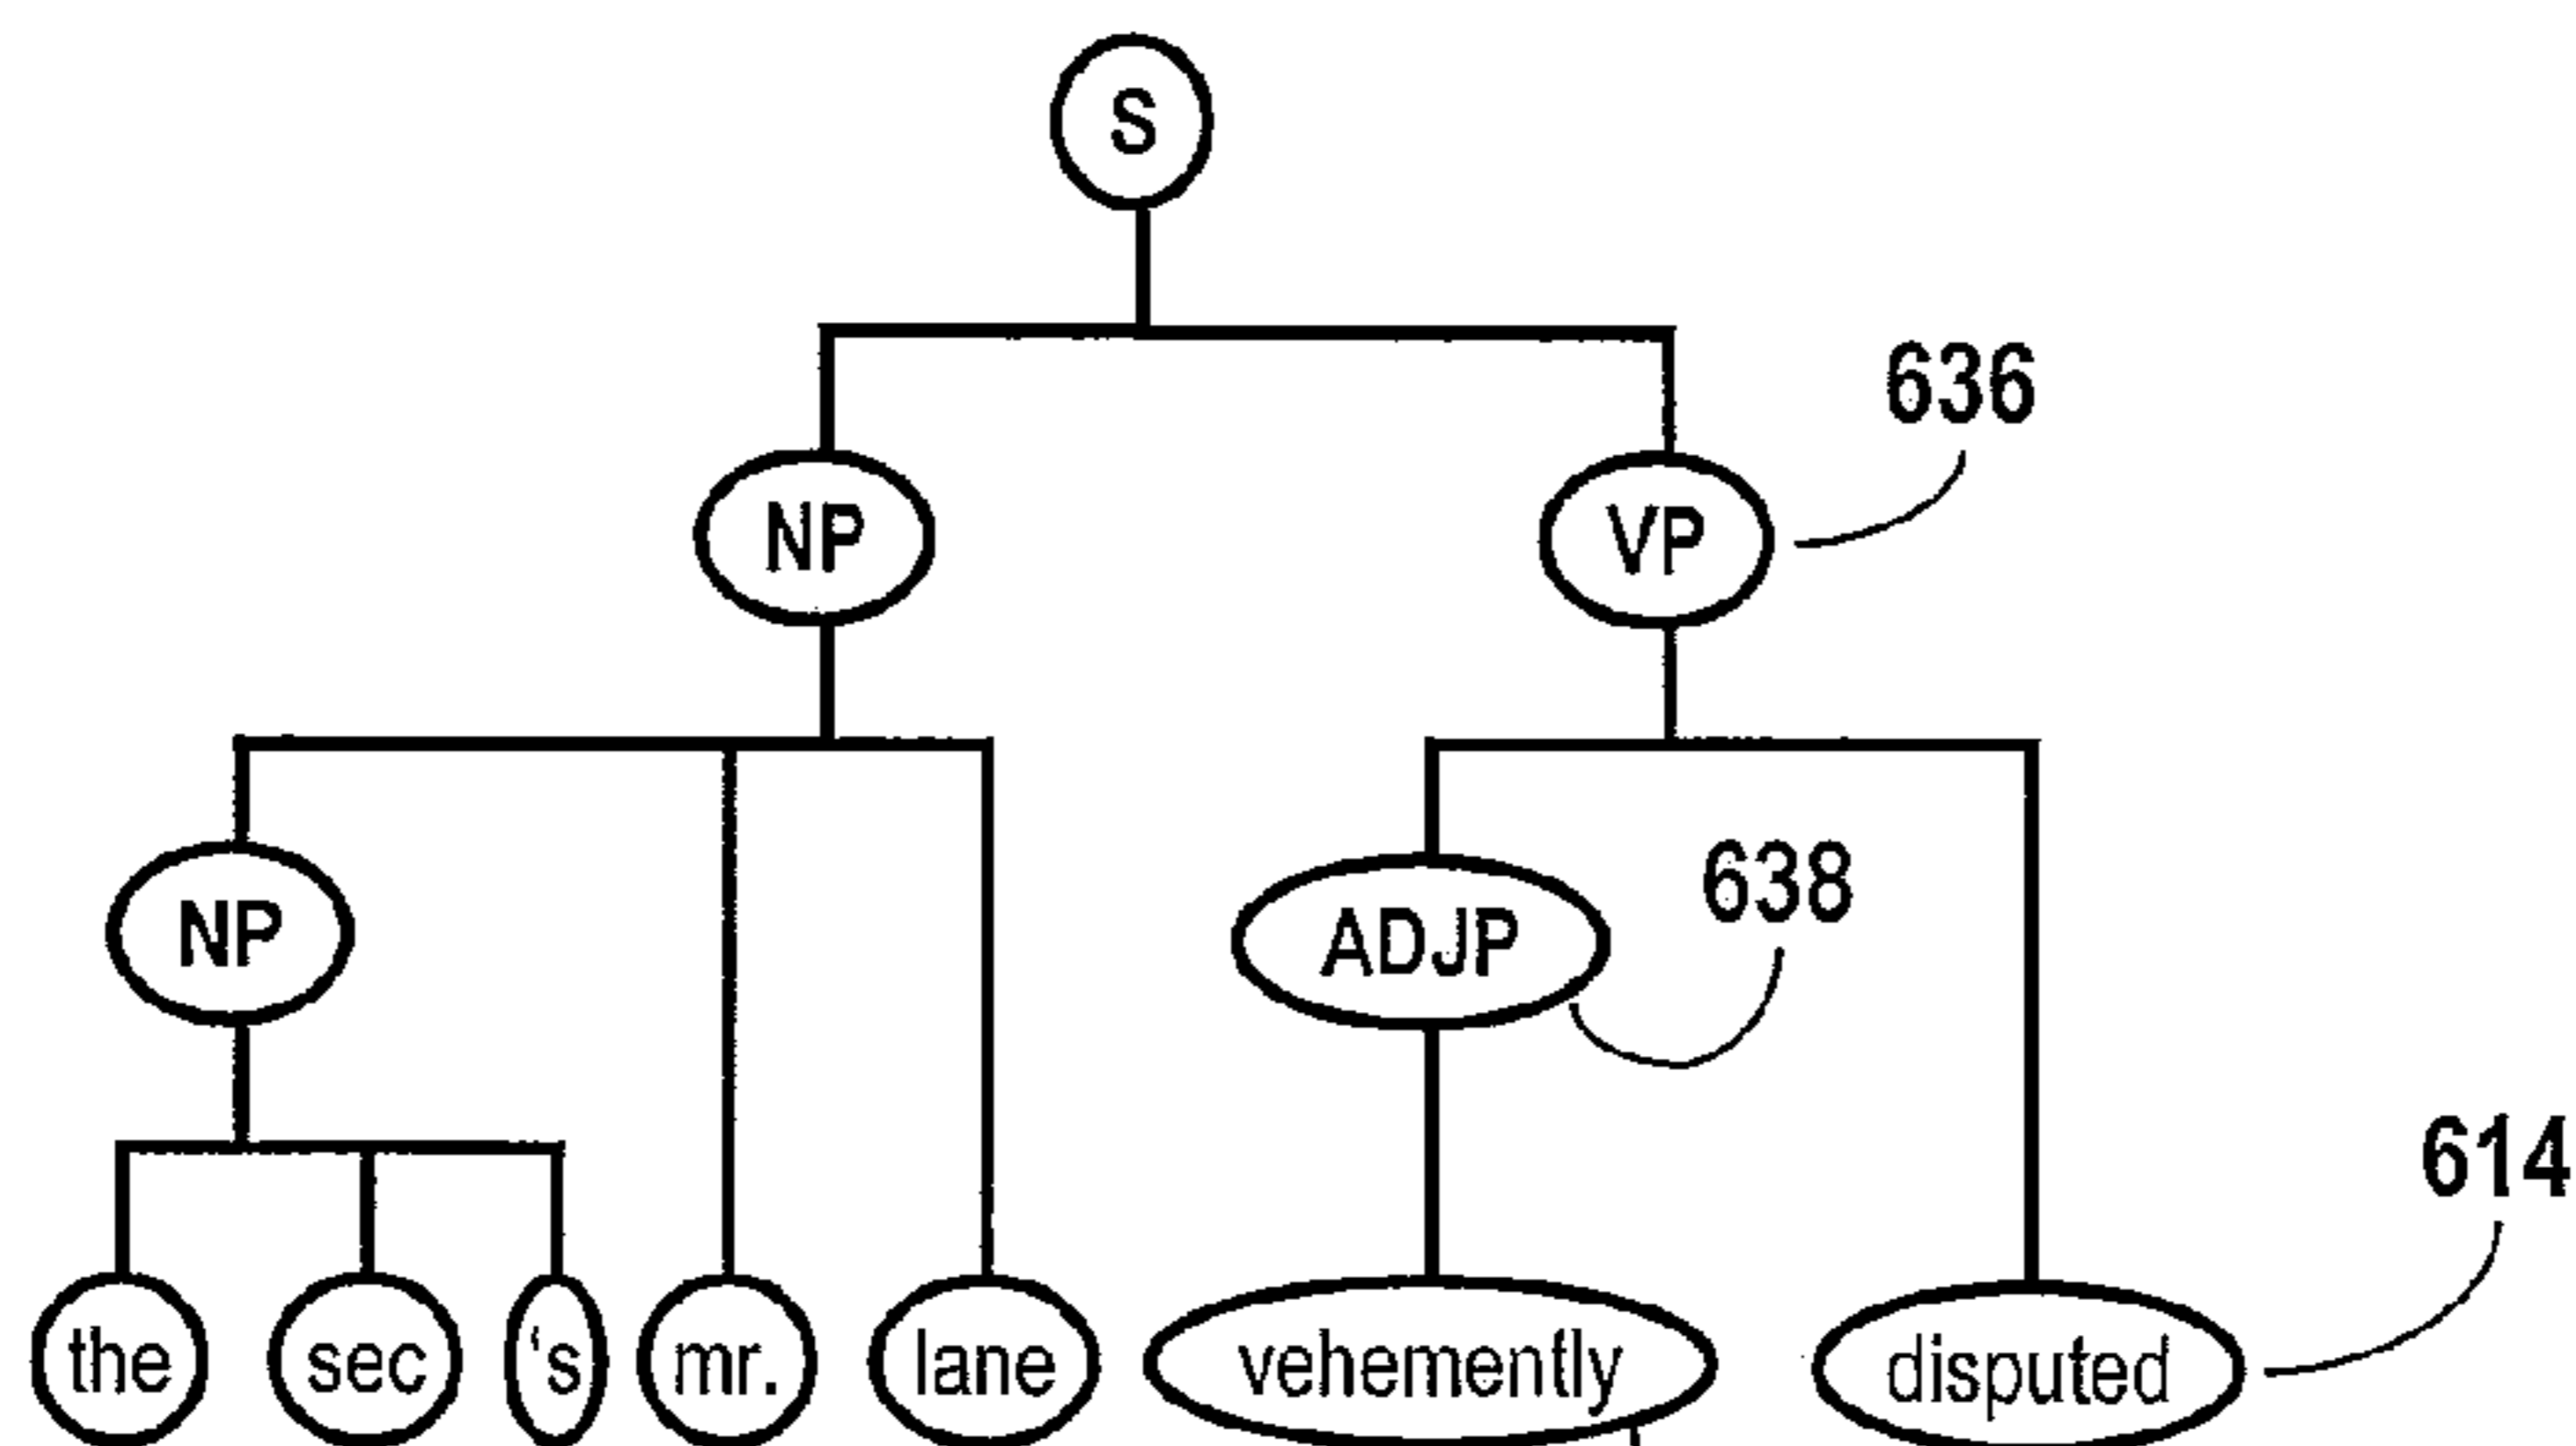 S
636
NP VP
638
NP ADJP
614
the sec 's mr. lane vehemently disputed